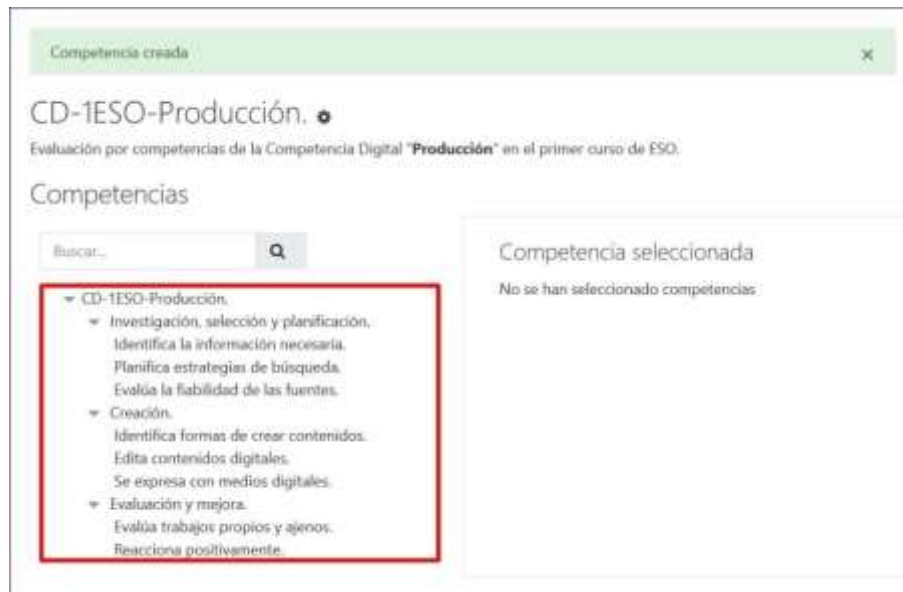 Competencia creada ×
CD-1ESO-Producción.
Evaluación por competencias de la Competencia Digital "Producción" en el primer curso de ESO.
Competencias
Buscar...
Competencia seleccionada
No se han seleccionado competencias
CD-1ESO-Producción.
Investigación, selección y planificación.
Identifica la información necesaria.
Planifica estrategias de búsqueda.
Evalúa la fiabilidad de las fuentes.
Creación.
Identifica formas de crear contenidos.
Edita contenidos digitales.
Se expresa con medios digitales.
Evaluación y mejora.
Evalúa trabajos propios y ajenos.
Reacciona positivamente.